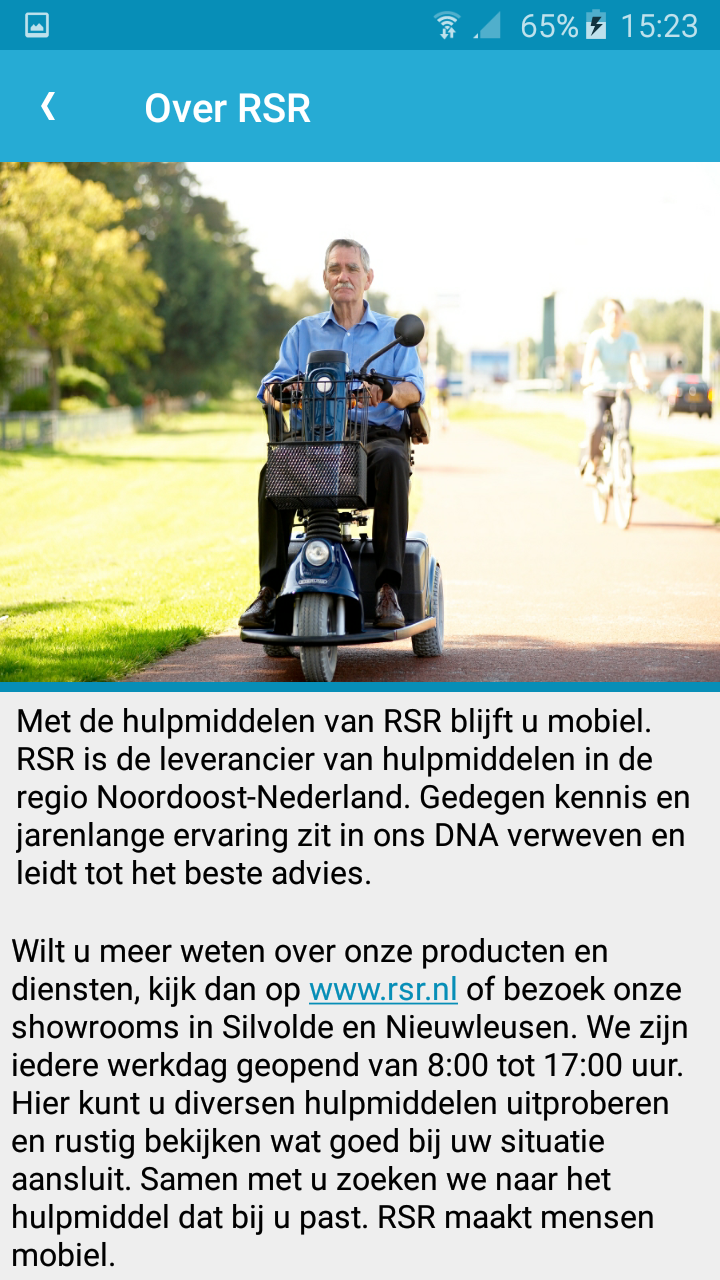 65% 15:23
Over RSR
Met de hulpmiddelen van RSR blijft u mobiel.
RSR is de leverancier van hulpmiddelen in de
regio Noordoost-Nederland. Gedegen kennis en
jarenlange ervaring zit in ons DNA verweven en
leidt tot het beste advies.
Wilt u meer weten over onze producten en
diensten, kijk dan op www.rsr.nl of bezoek onze
showrooms in Silvolde en Nieuwleusen. We zijn
iedere werkdag geopend van 8:00 tot 17:00 uur.
Hier kunt u diversen hulpmiddelen uitproberen
en rustig bekijken wat goed bij uw situatie
aansluit. Samen met u zoeken we naar het
hulpmiddel dat bij u past. RSR maakt mensen
mobiel.